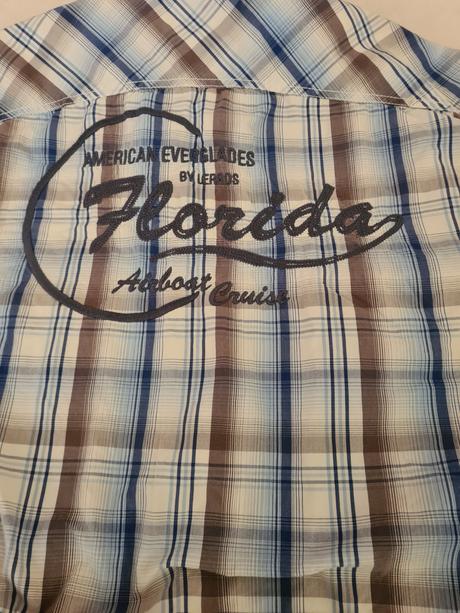 AMERICAN EVERGLADES
BY LERROS
Florida
Airboat
Cruise